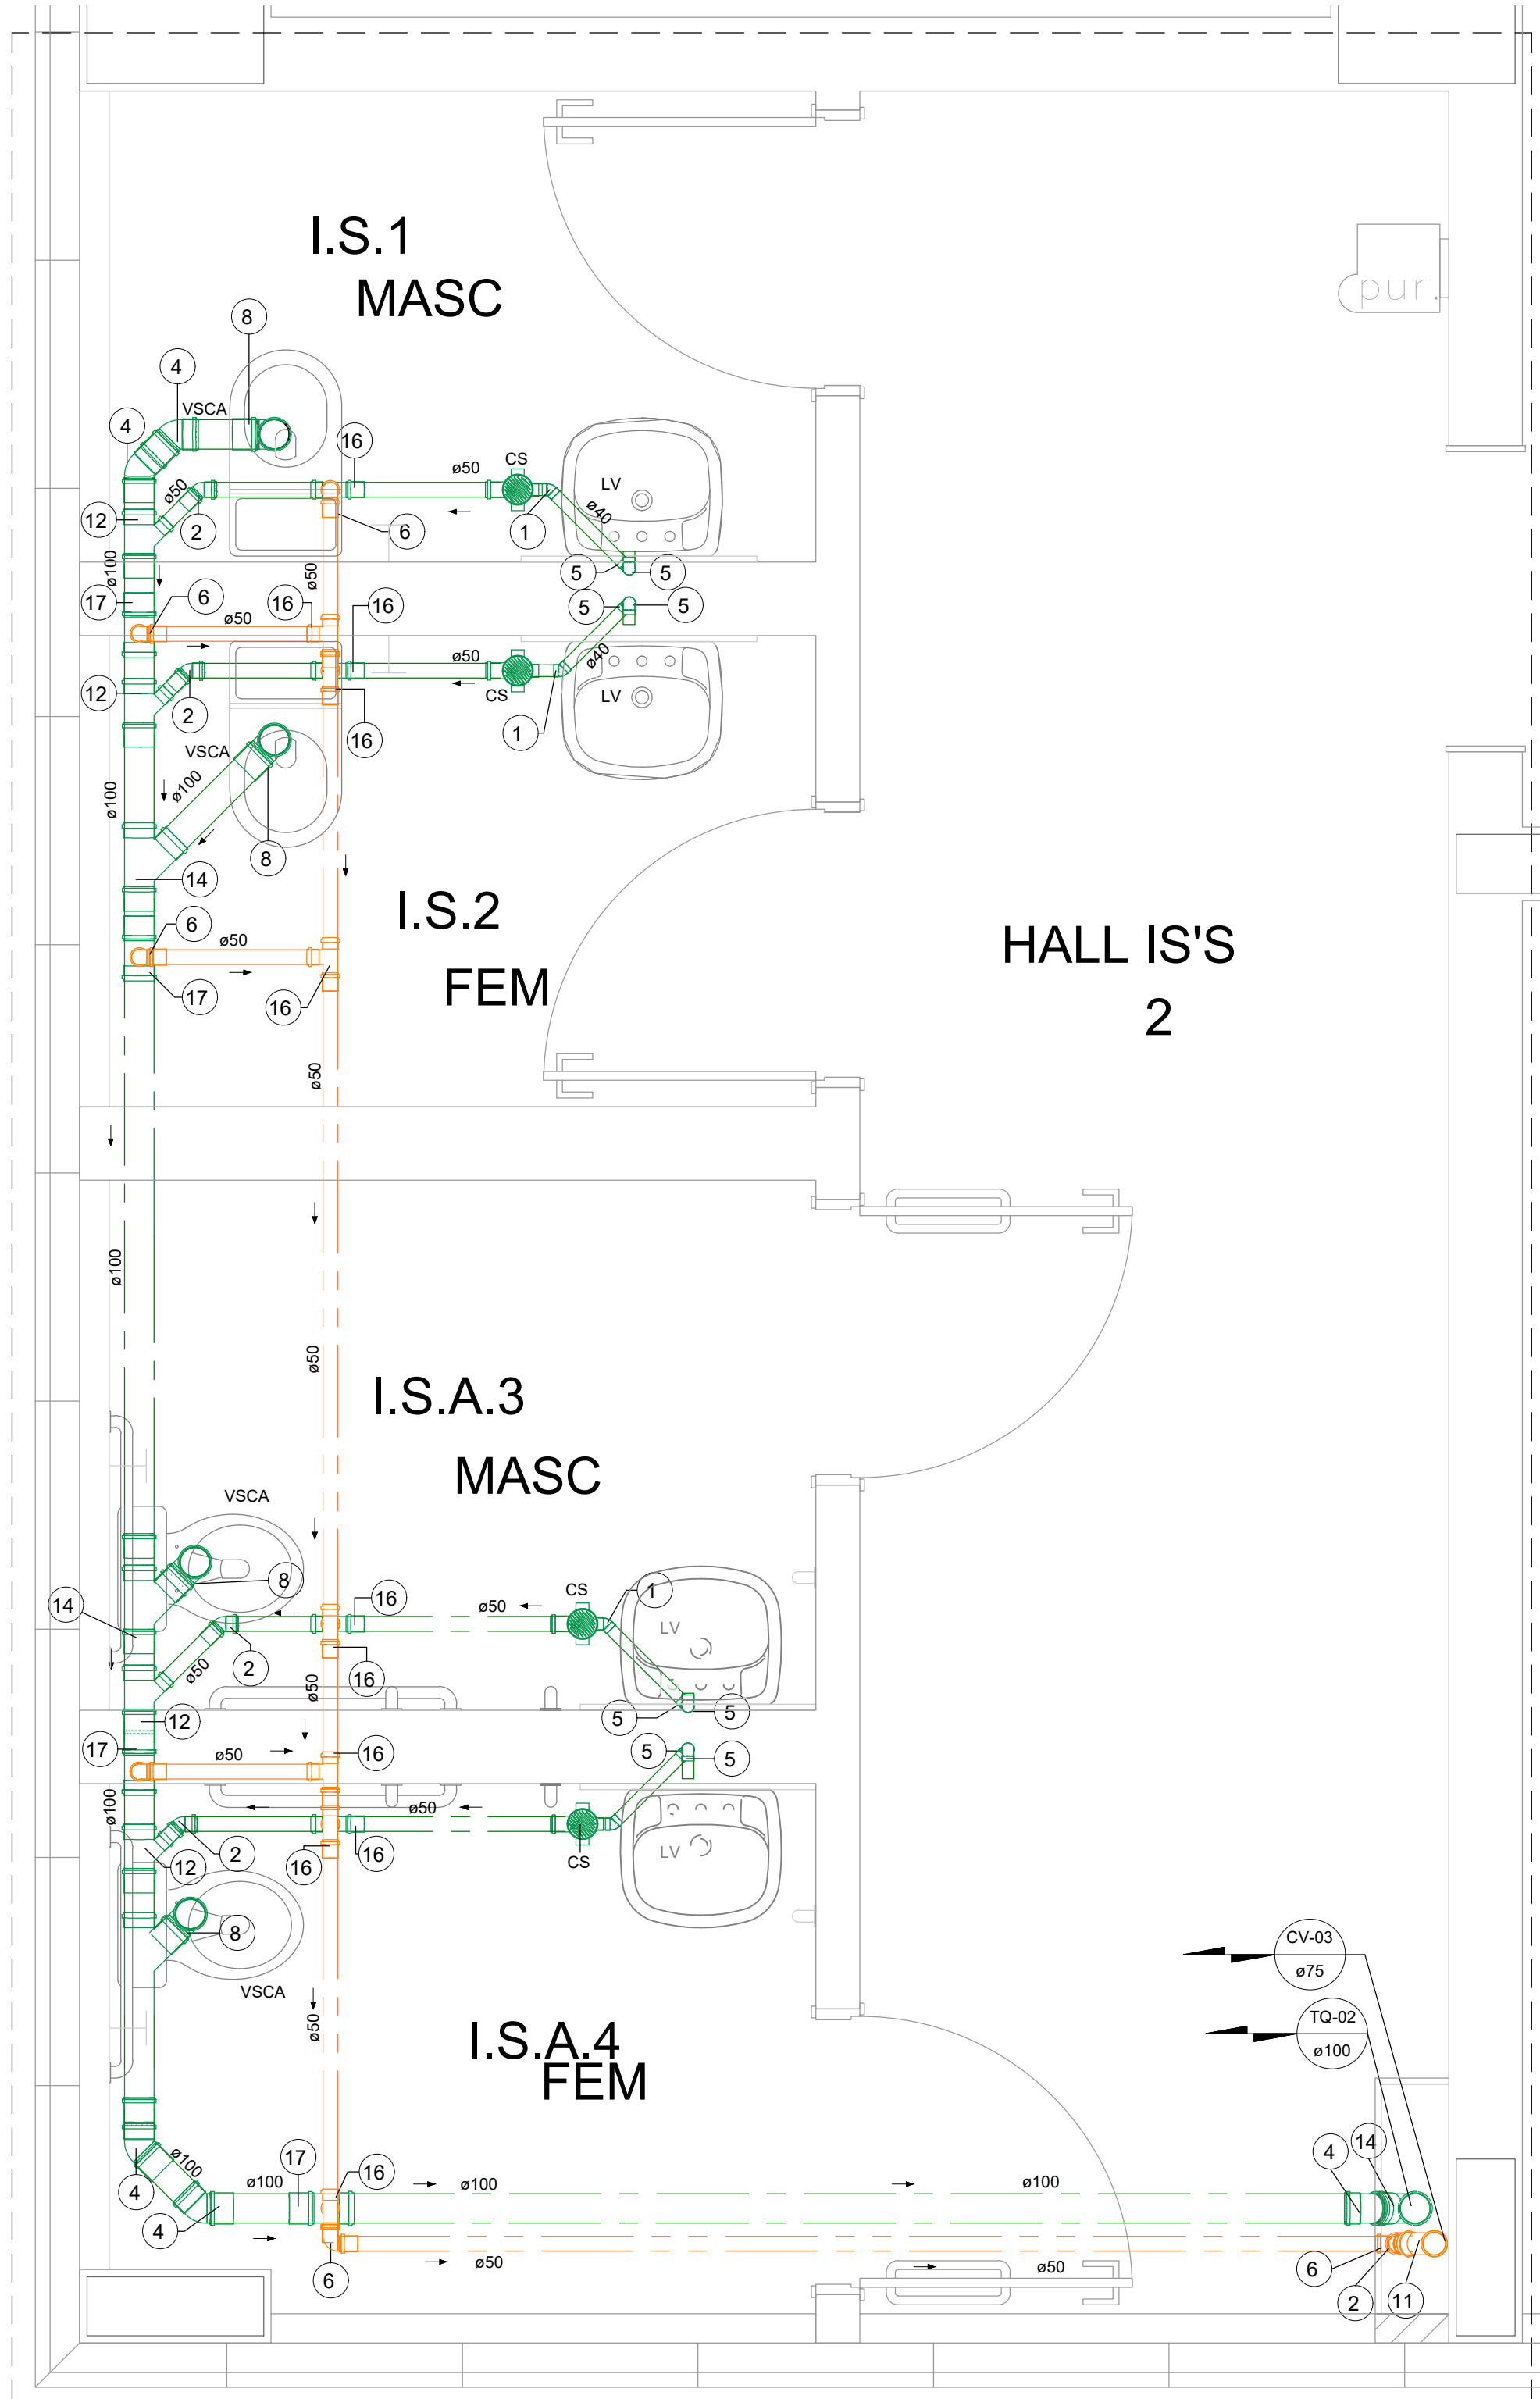 I.S.1
MASC
pur.
8
4
VSCA
4
16
ø50
CS
LV
ø50
ø40
12
2
6
1
ø100
ø50
5
5
17
6
16
16
5
5
ø50
ø50
ø40
12
2
CS
LV
16
1
VSCA
ø100
ø100
8
14
I.S.2
6
ø50
HALL IS'S
FEM
17
16
2
ø50
ø100
ø50
I.S.A.3
MASC
VSCA
8
CS
1
14
16
ø50
LV
2
ø50
16
ø50
12
5
5
17
ø50
16
5
5
ø100
ø50
2
16
16
12
CS
LV
8
VSCA
CV-03
ø75
TQ-02
ø100
ø50
I.S.A.4
FEM
4
14
ø100
17
16
4
ø100
ø100
ø100
4
6
ø50
ø50
6
2
11